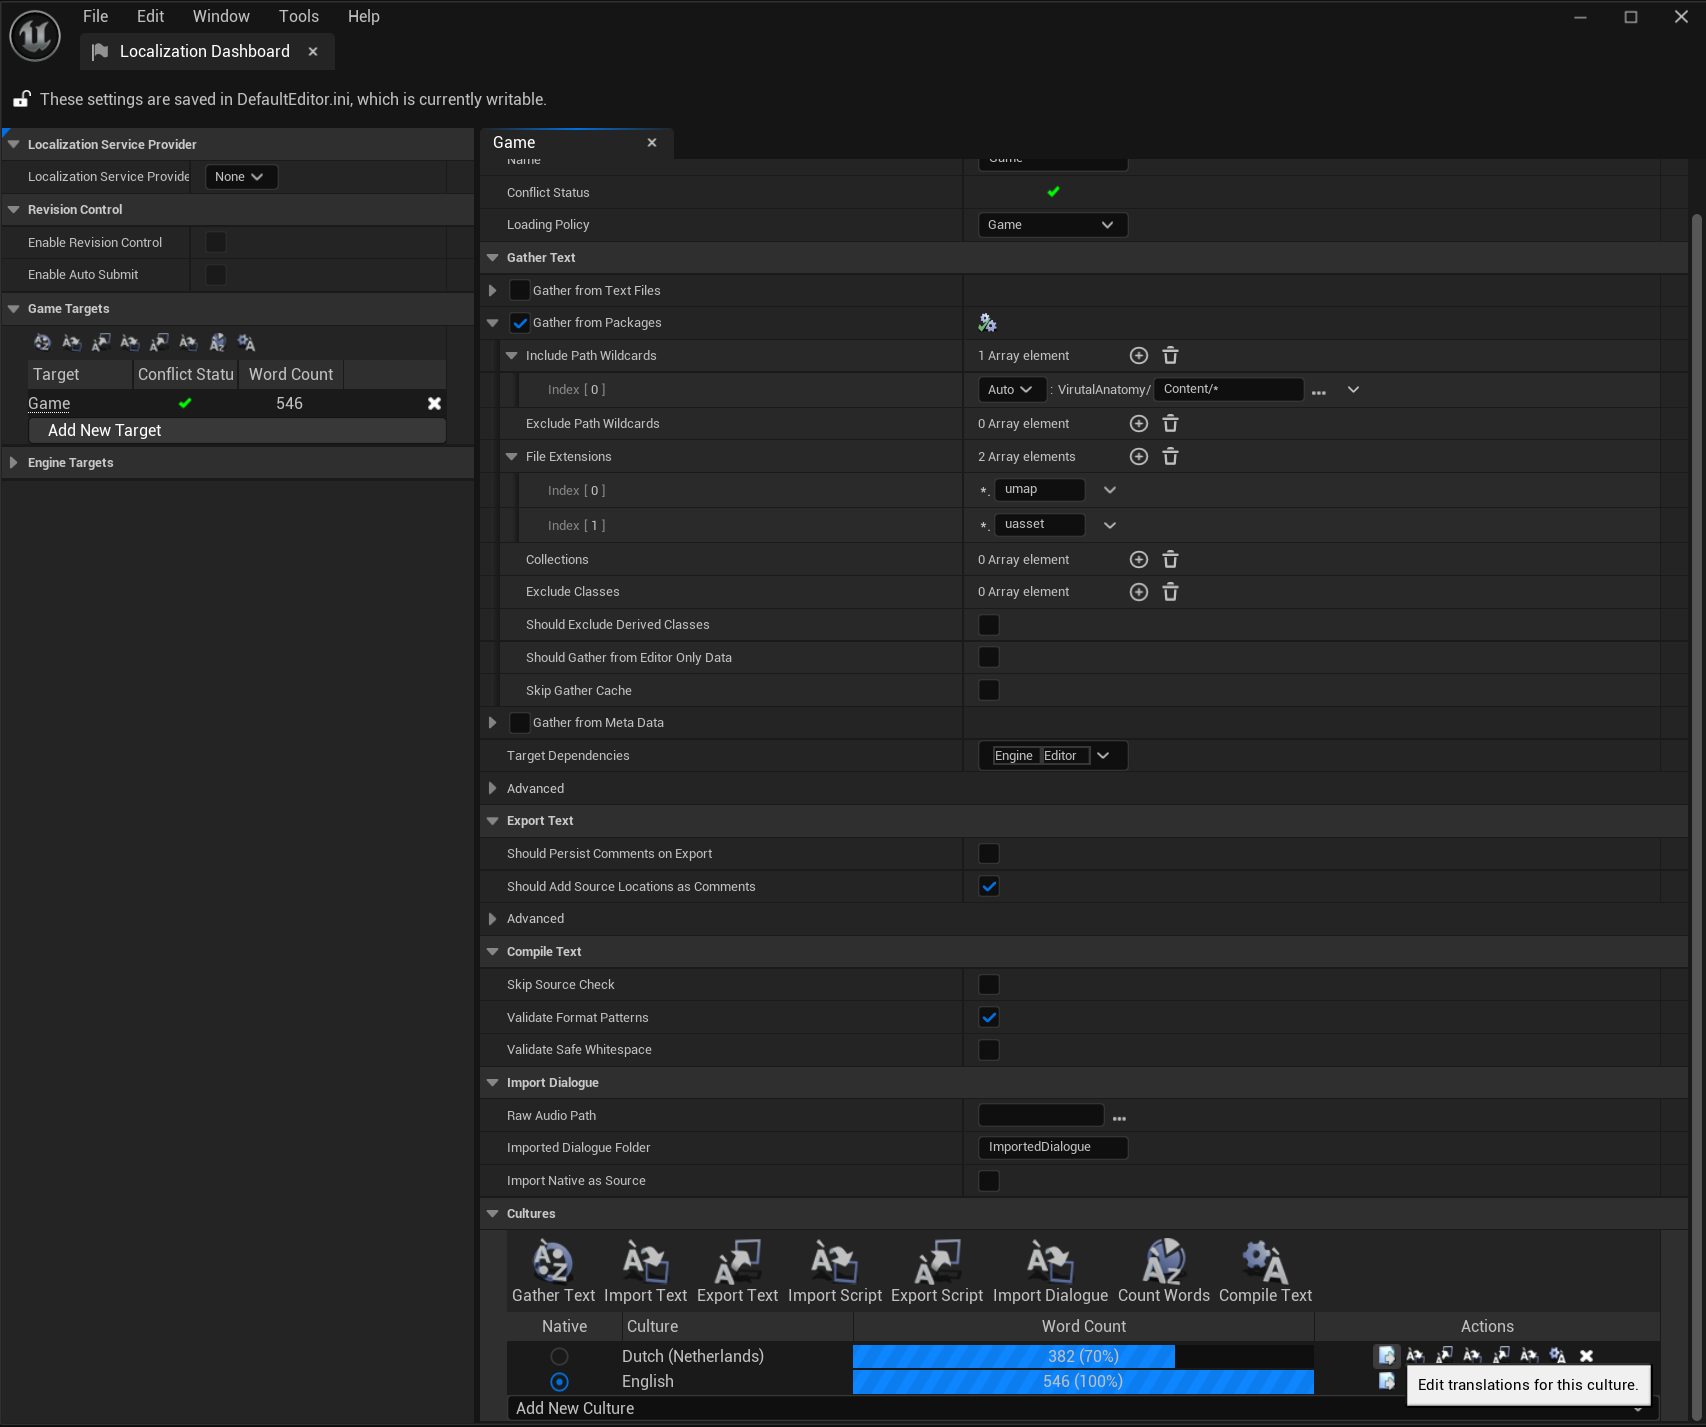 File Edit Window Tools Help
Localization Dashboard
These settings are saved in DefaultEditor.ini, which is currently writable.
Localization Service Provider
Localization Service Provide None
Revision Control
Enable Revision Control
Enable Auto Submit
Game Targets
Target Conflict Statu Word Count
Game 546
Add New Target
Engine Targets
Game
Name Game
Conflict Status
Loading Policy Game
Gather Text
Gather from Text Files
Gather from Packages
Include Path Wildcards 1 Array element
Index [ 0 ] Auto : VirutalAnatomy/ Content/* ...
Exclude Path Wildcards 0 Array element
File Extensions 2 Array elements
Index [ 0 ] *. umap
Index [ 1 ] *. uasset
Collections 0 Array element
Exclude Classes 0 Array element
Should Exclude Derived Classes
Should Gather from Editor Only Data
Skip Gather Cache
Gather from Meta Data
Target Dependencies Engine Editor
Advanced
Export Text
Should Persist Comments on Export
Should Add Source Locations as Comments
Advanced
Compile Text
Skip Source Check
Validate Format Patterns
Validate Safe Whitespace
Import Dialogue
Raw Audio Path ...
Imported Dialogue Folder ImportedDialogue
Import Native as Source
Cultures
Gather Text Import Text Export Text Import Script Export Script Import Dialogue Count Words Compile Text
Native Culture Word Count Actions
Dutch (Netherlands) 382 (70%)
English 546 (100%)
Edit translations for this culture.
Add New Culture